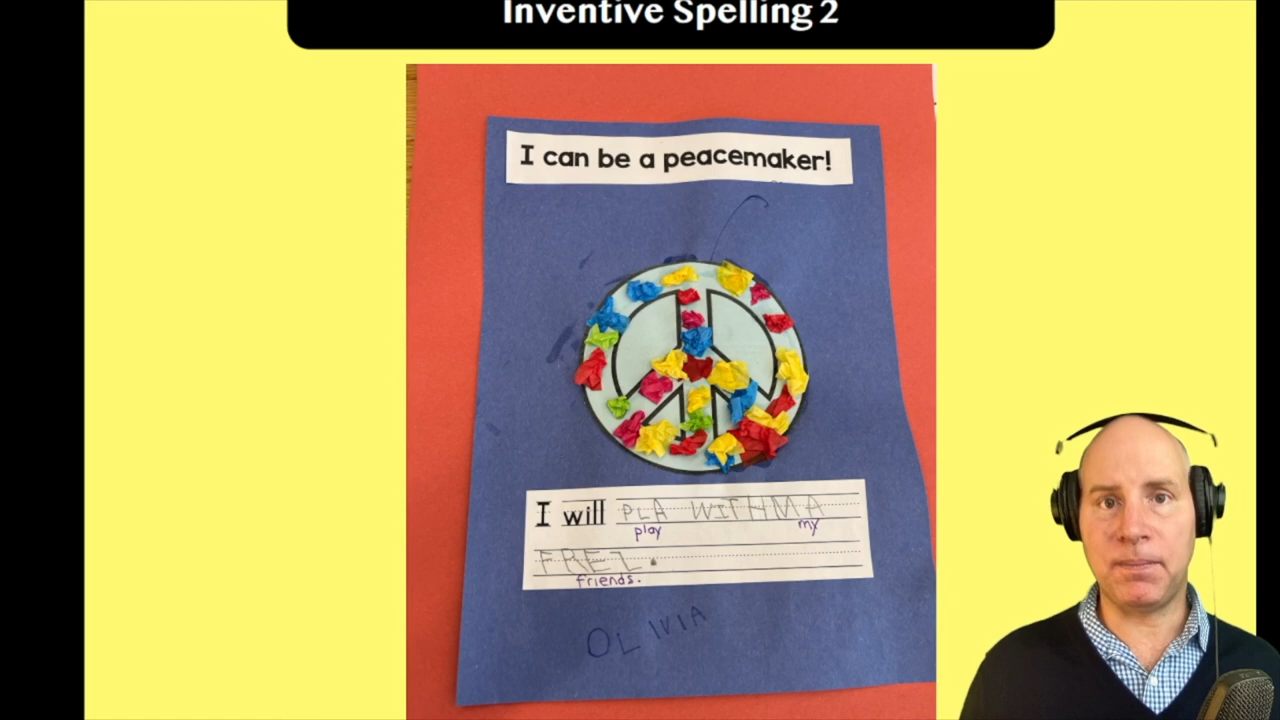 Inventive Spelling 2
I can be a peacemaker!
I will PLA WITHMA
play my
FREZ.
friends.
OLIVIA